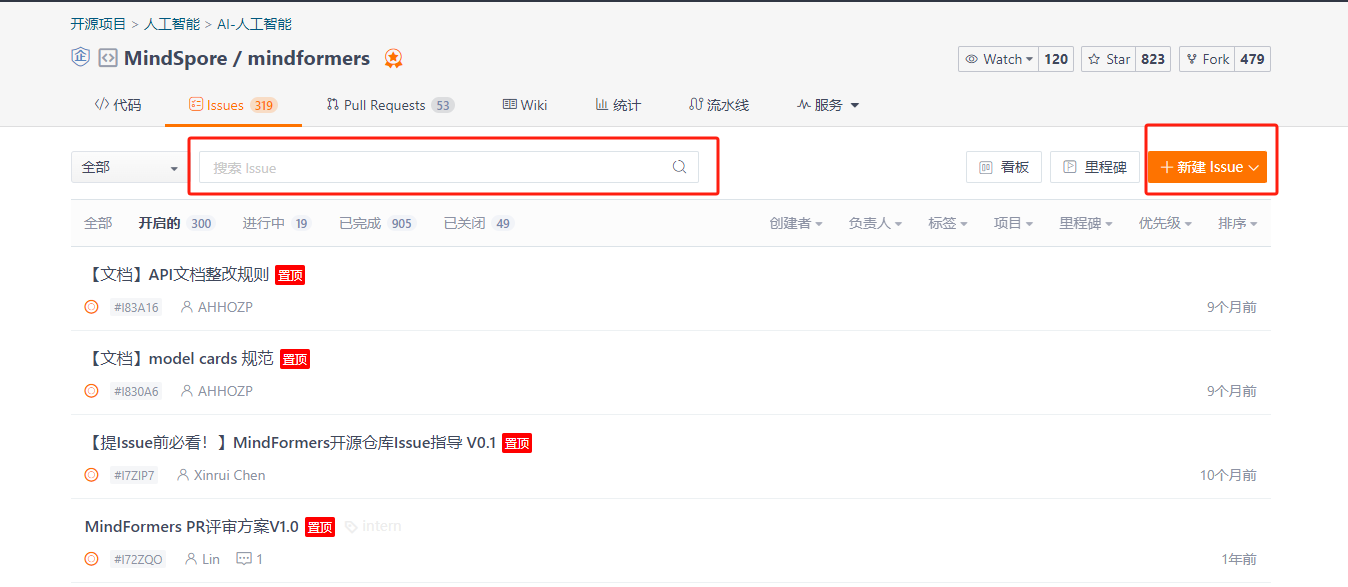 开源项目 > 人工智能 > AI-人工智能
企 MindSpore / mindformers Watch 120 Star 823 Fork 479
代码 Issues 319 Pull Requests 53 Wiki 统计 流水线 服务
全部 搜索 Issue 看板 里程碑 + 新建 Issue
全部 开启的 300 进行中 19 已完成 905 已关闭 49 创建者 负责人 标签 项目 里程碑 优先级 排序
【文档】API文档整改规则 置顶
#I83A16 AHHOZP 9个月前
【文档】model cards 规范 置顶
#I830A6 AHHOZP 9个月前
【提Issue前必看！】MindFormers开源仓库Issue指导 V0.1 置顶
#I7ZIP7 Xinrui Chen 10个月前
MindFormers PR评审方案V1.0 置顶 intern
#I72ZQO Lin 1 1年前